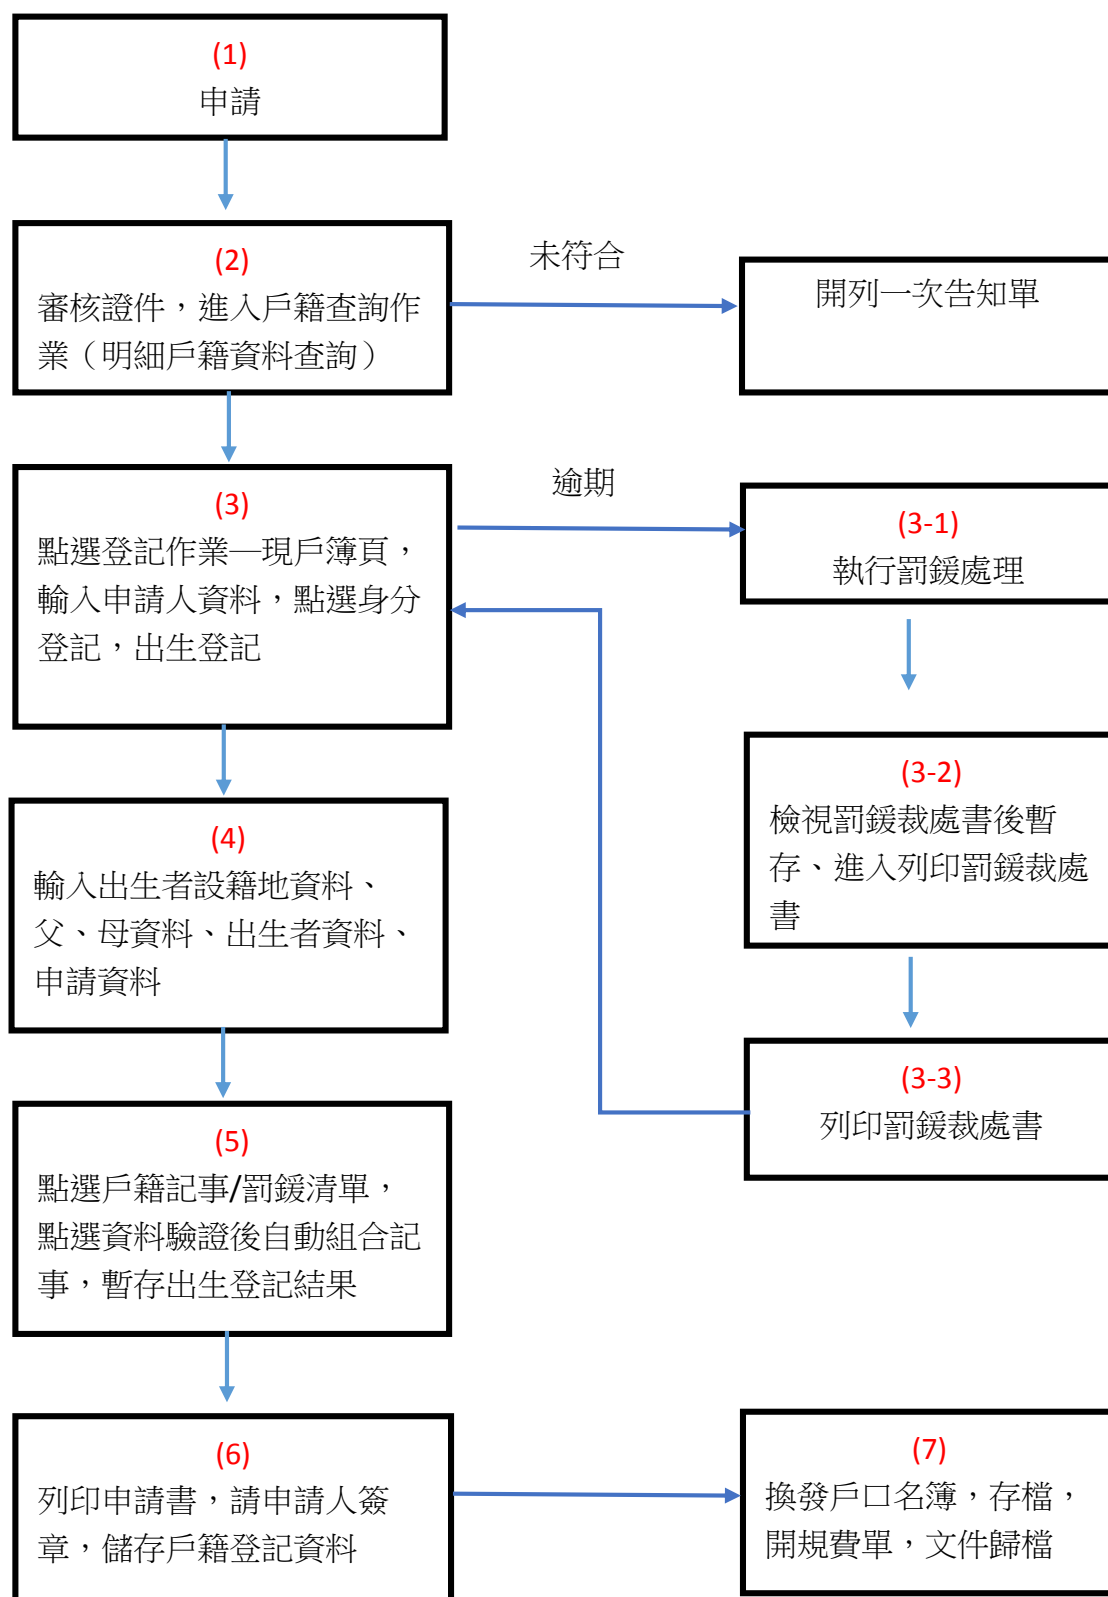 (1)
申請
(2)
審核證件，進入戶籍查詢作
業（明細戶籍資料查詢）
未符合
開列一次告知單
(3)
點選登記作業—現戶簿頁，
輸入申請人資料，點選身分
登記，出生登記
逾期
(3-1)
執行罰鍰處理
(3-2)
檢視罰鍰裁處書後暫
存、進入列印罰鍰裁處
書
(3-3)
列印罰鍰裁處書
(4)
輸入出生者設籍地資料、
父、母資料、出生者資料、
申請資料
(5)
點選戶籍記事/罰鍰清單，
點選資料驗證後自動組合記
事，暫存出生登記結果
(6)
列印申請書，請申請人簽
章，儲存戶籍登記資料
(7)
換發戶口名簿，存檔，
開規費單，文件歸檔